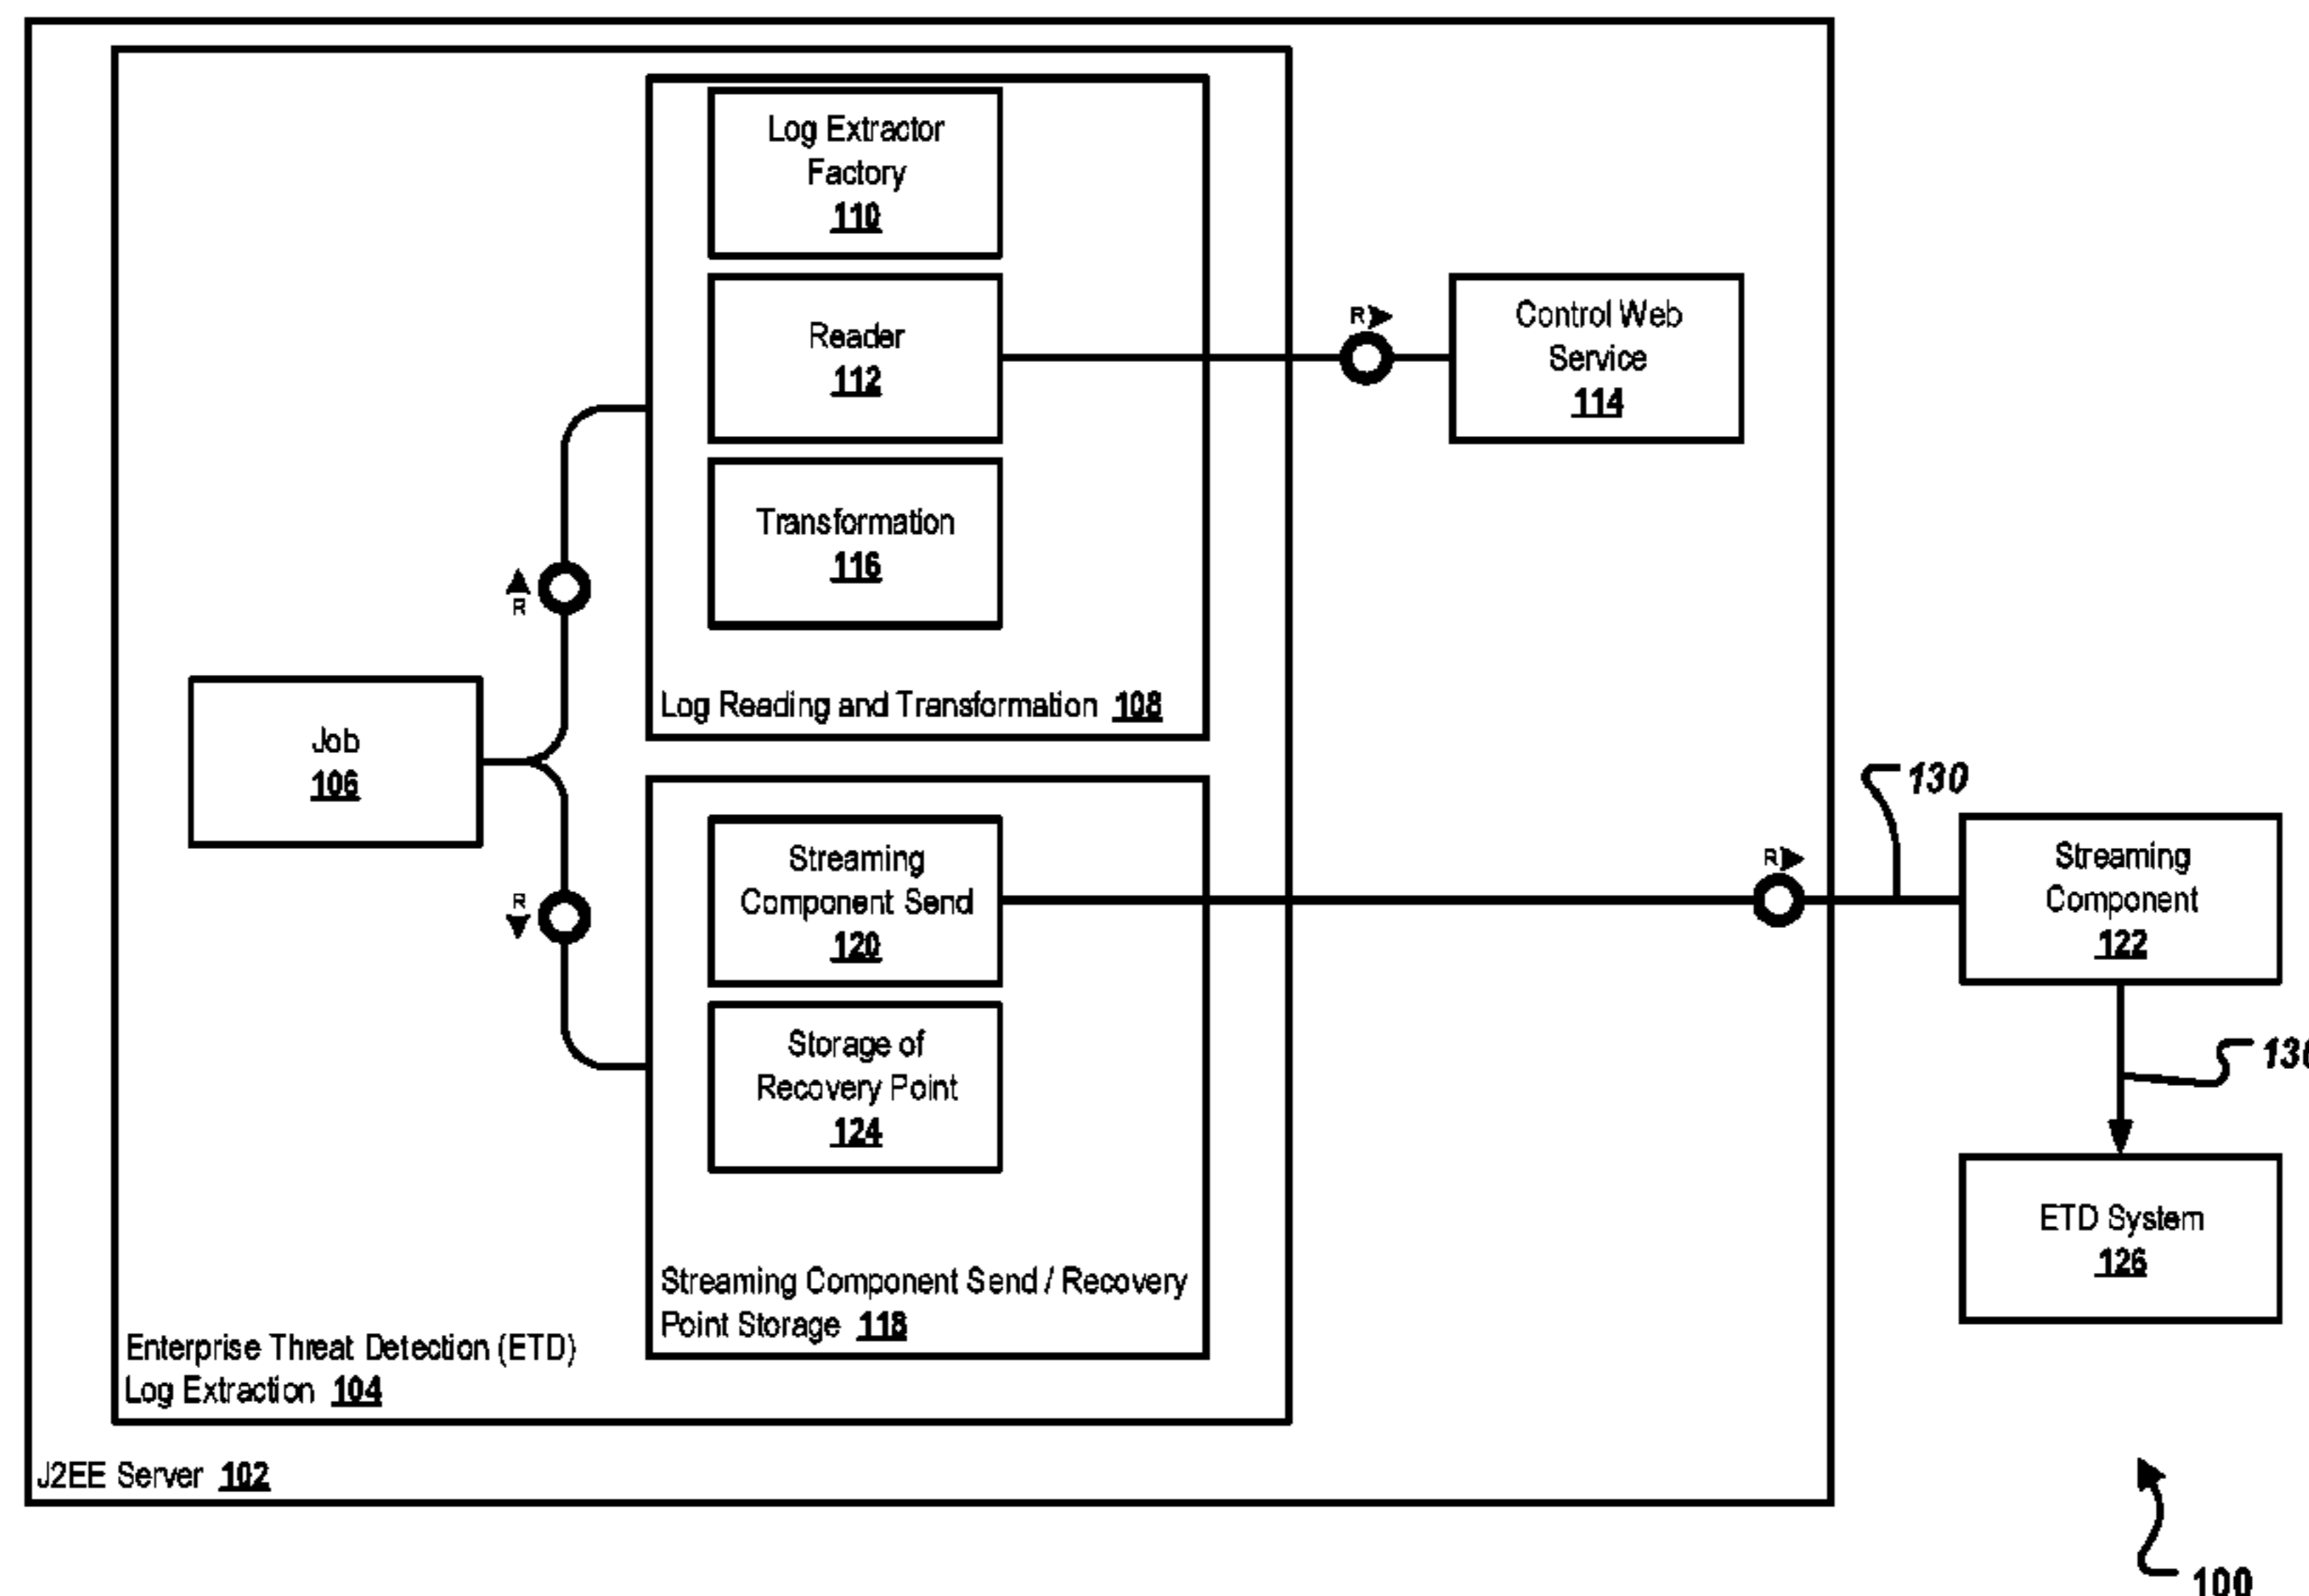 Log Extractor
Factory
110
Reader
112
R
Control Web
Service
114
Transformation
116
R
Log Reading and Transformation 108
Job
106
130
Streaming
Component Send
120
R
R
Streaming
Component
122
Storage of
Recovery Point
124
130
ETD System
126
Streaming Component Send / Recovery
Point Storage 118
Enterprise Threat Detection (ETD)
Log Extraction 104
J2EE Server 102
100